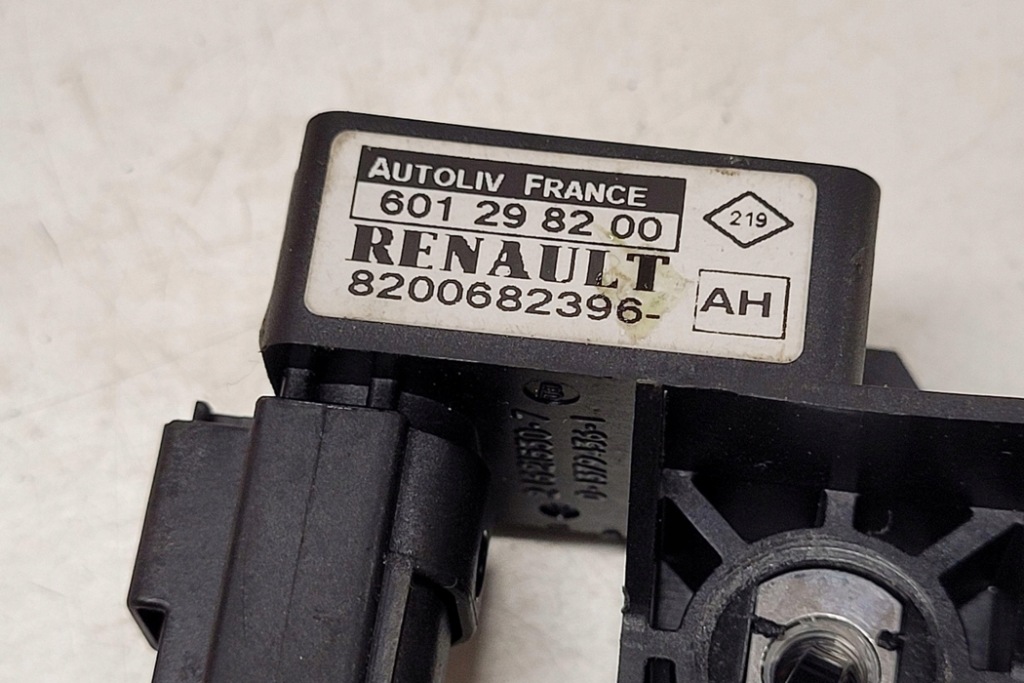 AUTOLIV FRANCE
601 29 82 00
219
RENAULT
8200682396-
AH